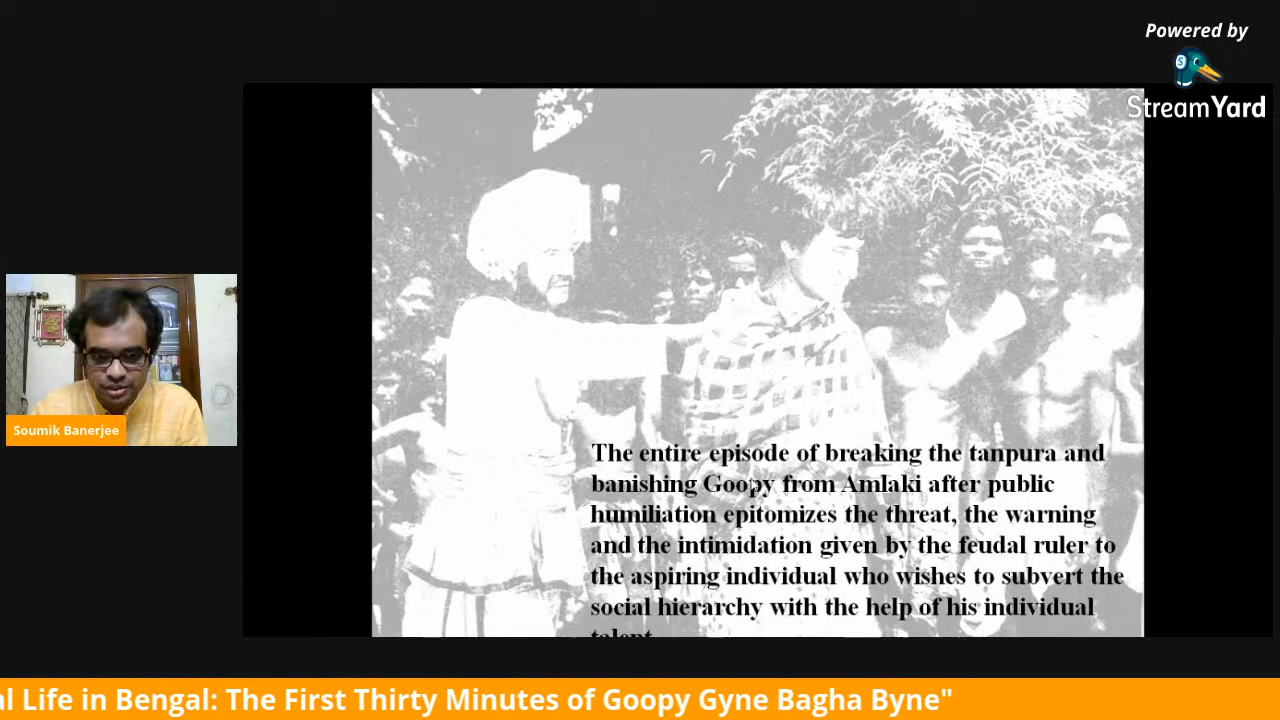 Powered by
StreamYard
The entire episode of breaking the tanpura and
banishing Goopy from Amlaki after public
humiliation epitomizes the threat, the warning
and the intimidation given by the feudal ruler to
the aspiring individual who wishes to subvert the
social hierarchy with the help of his individual
talent
Soumik Banerjee
al Life in Bengal: The First Thirty Minutes of Goopy Gyne Bagha Byne"